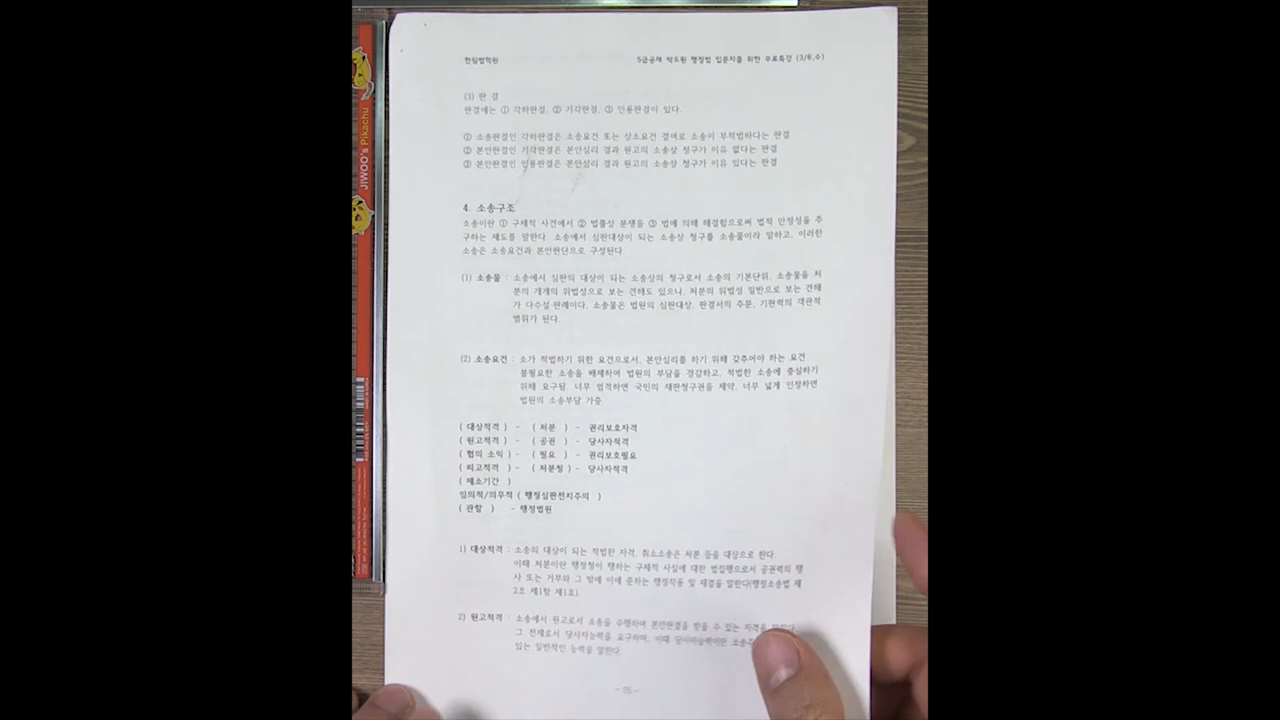 JIWOO's Pikachu
한림법학원
5급공채 박도원 행정법 입문자를 위한 무료특강 (3/6,수)
(3) 판 결
판결에는 ① 각하판결, ② 기각판결, ③ 인용판결이 있다.
① 소송판결인 각하판결은 소송요건 또는 상소요건 결여로 소송이 부적법하다는 판결
② 본안판결인 기각판결은 본안심리 결과 원고의 소송상 청구가 이유 없다는 판결
③ 본안판결인 인용판결은 본안심리 결과 원고의 소송상 청구가 이유 있다는 판결
4. 소송구조
소송이란 ① 구체적 사건에서 ② 법률상 분쟁을 ③ 법에 의해 해결함으로써 법적 안정성을 추
구하는 제도를 말한다. 소송에서 심판대상이 되는 소송상 청구를 소송물이라 말하고, 이러한
소송은 소송요건과 본안판단으로 구성된다.
(1) 소송물 : 소송에서 심판의 대상이 되는 소송상의 청구로서 소송의 기본단위, 소송물을 처
분의 개개의 위법성으로 보는 견해도 있으나, 처분의 위법성 일반으로 보는 견해
가 다수설·판례이다. 소송물은 법원의 심판대상, 판결서의 주문, 기판력의 객관적
범위가 된다.
(2) 소송요건 : 소가 적법하기 위한 요건으로서, 본안심리를 하기 위해 갖추어야 하는 요건
불필요한 소송을 배제하여 법원의 부담을 경감하고, 적법한 소송에 충실하기
위해 요구됨. 너무 엄격하면 국민의 재판청구권을 제약, 너무 넓게 인정하면
법원의 소송부담 가중.
( 대상적격 ) - ( 처분 ) - 권리보호자격
( 원고적격 ) - ( 공권 ) - 당사자적격
( 협의 소익 ) - ( 필요 ) - 권리보호필요
( 피고적격 ) - ( 처분청 ) - 당사자적격
( 제소기간 )
임의적/의무적 ( 행정심판전치주의 )
( 관할 ) - 행정법원
1) 대상적격 : 소송의 대상이 되는 적법한 자격, 취소소송은 처분 등을 대상으로 한다.
이때 처분이란 행정청이 행하는 구체적 사실에 대한 법집행으로서 공권력의 행
사 또는 거부와 그 밖에 이에 준하는 행정작용 및 재결을 말한다(행정소송법 제
2조 제1항 제1호).
2) 원고적격 : 소송에서 원고로서 소송을 수행하여 본안판결을 받을 수 있는 자격을
그 전제로서 당사자능력을 요구하며, 이때 당사자능력이란
있는 일반적인 능력을 말한다.